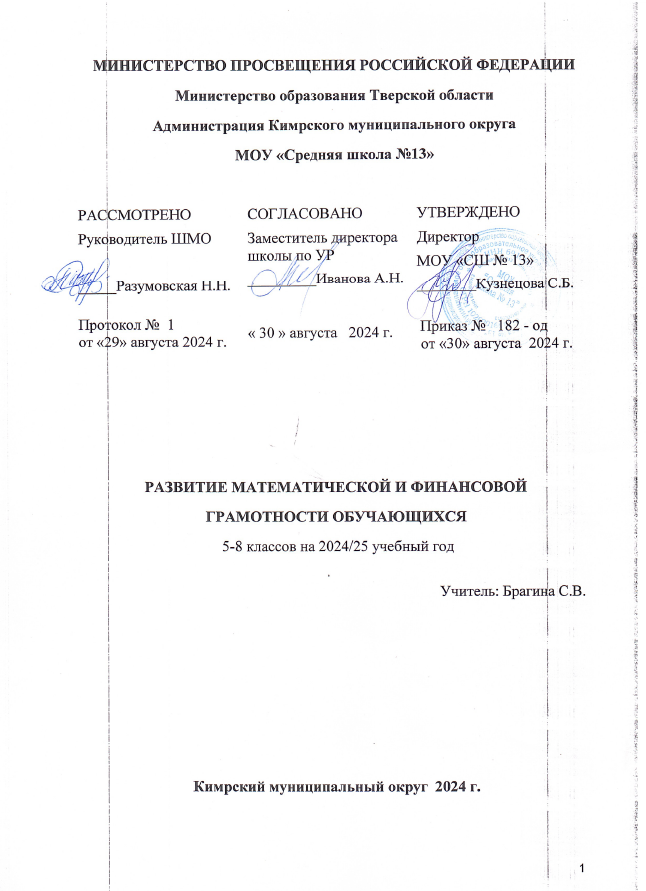 МИНИСТЕРСТВО ПРОСВЕЩЕНИЯ РОССИЙСКОЙ ФЕДЕРАЦИИ
Министерство образования Тверской области
Администрация Кимрского муниципального округа
МОУ «Средняя школа №13»
РАССМОТРЕНО
Руководитель ШМО
Разумовская Н.Н.
Протокол № 1
от «29» августа 2024 г.
СОГЛАСОВАНО
Заместитель директора
школы по УР
Иванова А.Н.
« 30 » августа 2024 г.
УТВЕРЖДЕНО
Директор
МОУ «СШ № 13»
Кузнецова С.Б.
Приказ № 182 - од
от «30» августа 2024 г.
РАЗВИТИЕ МАТЕМАТИЧЕСКОЙ И ФИНАНСОВОЙ
ГРАМОТНОСТИ ОБУЧАЮЩИХСЯ
5-8 классов на 2024/25 учебный год
Учитель: Брагина С.В.
Кимрский муниципальный округ 2024 г.
1